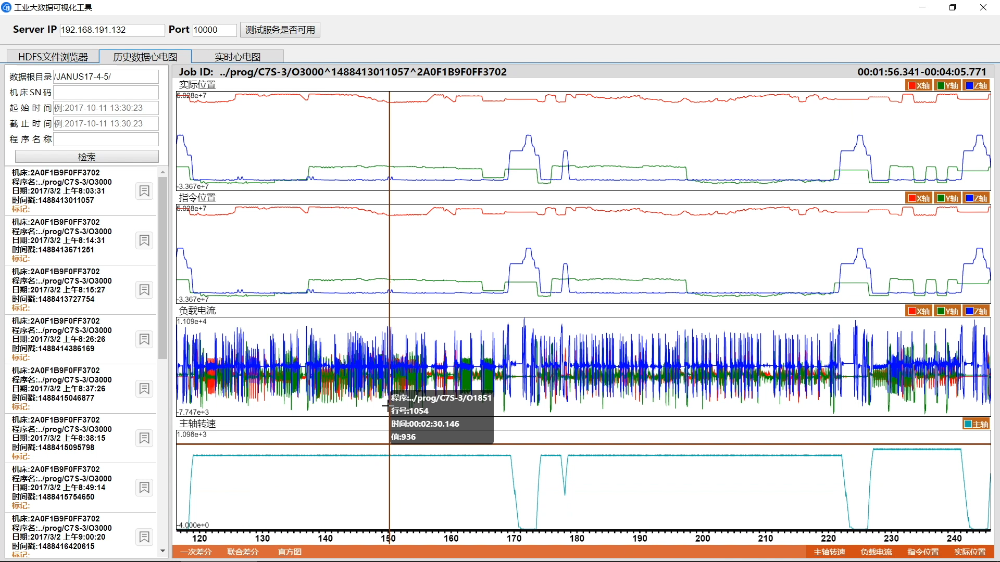 工业大数据可视化工具
Server IP 192.168.191.132 Port 10000 测试服务是否可用
HDFS文件浏览器 历史数据心电图 实时心电图
数据根目录 /JANUS17-4-5/
机床SN码
起始时间 例:2017-10-11 13:30:23
截止时间 例:2017-10-11 13:30:23
程序名称
检索
机床:2A0F1B9F0FF3702
程序名:../prog/C7S-3/O3000
日期:2017/3/2 上午8:03:31
时间戳:1488413011057
标记:
机床:2A0F1B9F0FF3702
程序名:../prog/C7S-3/O3000
日期:2017/3/2 上午8:14:31
时间戳:1488413671251
标记:
机床:2A0F1B9F0FF3702
程序名:../prog/C7S-3/O3000
日期:2017/3/2 上午8:15:27
时间戳:1488413727754
标记:
机床:2A0F1B9F0FF3702
程序名:../prog/C7S-3/O3000
日期:2017/3/2 上午8:26:26
时间戳:1488414386169
标记:
机床:2A0F1B9F0FF3702
程序名:../prog/C7S-3/O3000
日期:2017/3/2 上午8:37:26
时间戳:1488415046877
标记:
机床:2A0F1B9F0FF3702
程序名:../prog/C7S-3/O3000
日期:2017/3/2 上午8:38:15
时间戳:1488415095798
标记:
机床:2A0F1B9F0FF3702
程序名:../prog/C7S-3/O3000
日期:2017/3/2 上午8:49:14
时间戳:1488415754650
标记:
机床:2A0F1B9F0FF3702
程序名:../prog/C7S-3/O3000
日期:2017/3/2 上午9:00:20
时间戳:1488416420615
标记:
Job ID: ../prog/C7S-3/O3000^1488413011057^2A0F1B9F0FF3702 00:01:56.341-00:04:05.771
实际位置 X轴 Y轴 Z轴
5.028e+7
-3.367e+7
指令位置 X轴 Y轴 Z轴
5.028e+7
-3.367e+7
负载电流 X轴 Y轴 Z轴
1.109e+4
-7.747e+3
程序:../prog/C7S-3/O1851
行号:1054
时间:00:02:30.146
值:936
主轴转速 主轴
1.098e+3
-4.000e+0
120 130 140 150 160 170 180 190 200 210 220 230 240
一次差分 联合差分 直方图 主轴转速 负载电流 指令位置 实际位置